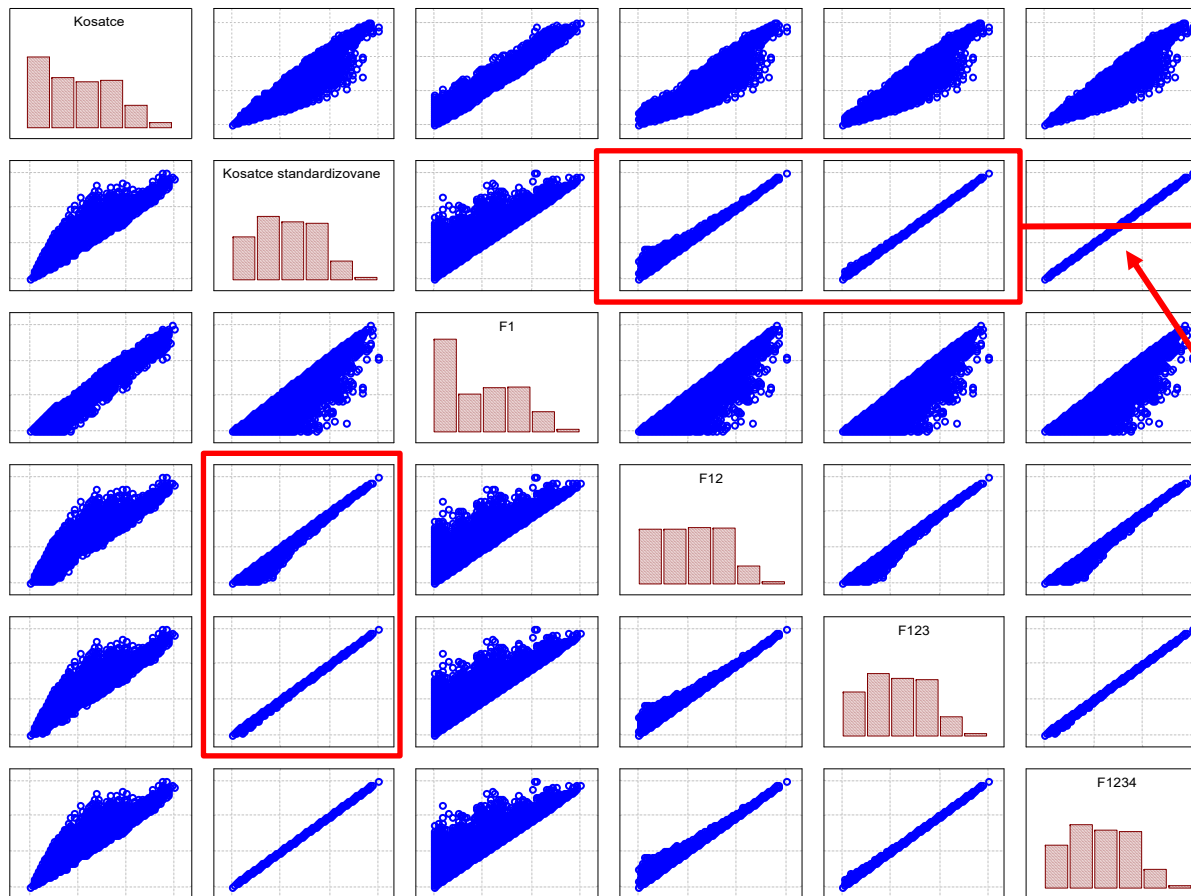 Kosatce
Kosatce standardizovane
F1
F12
F123
F1234